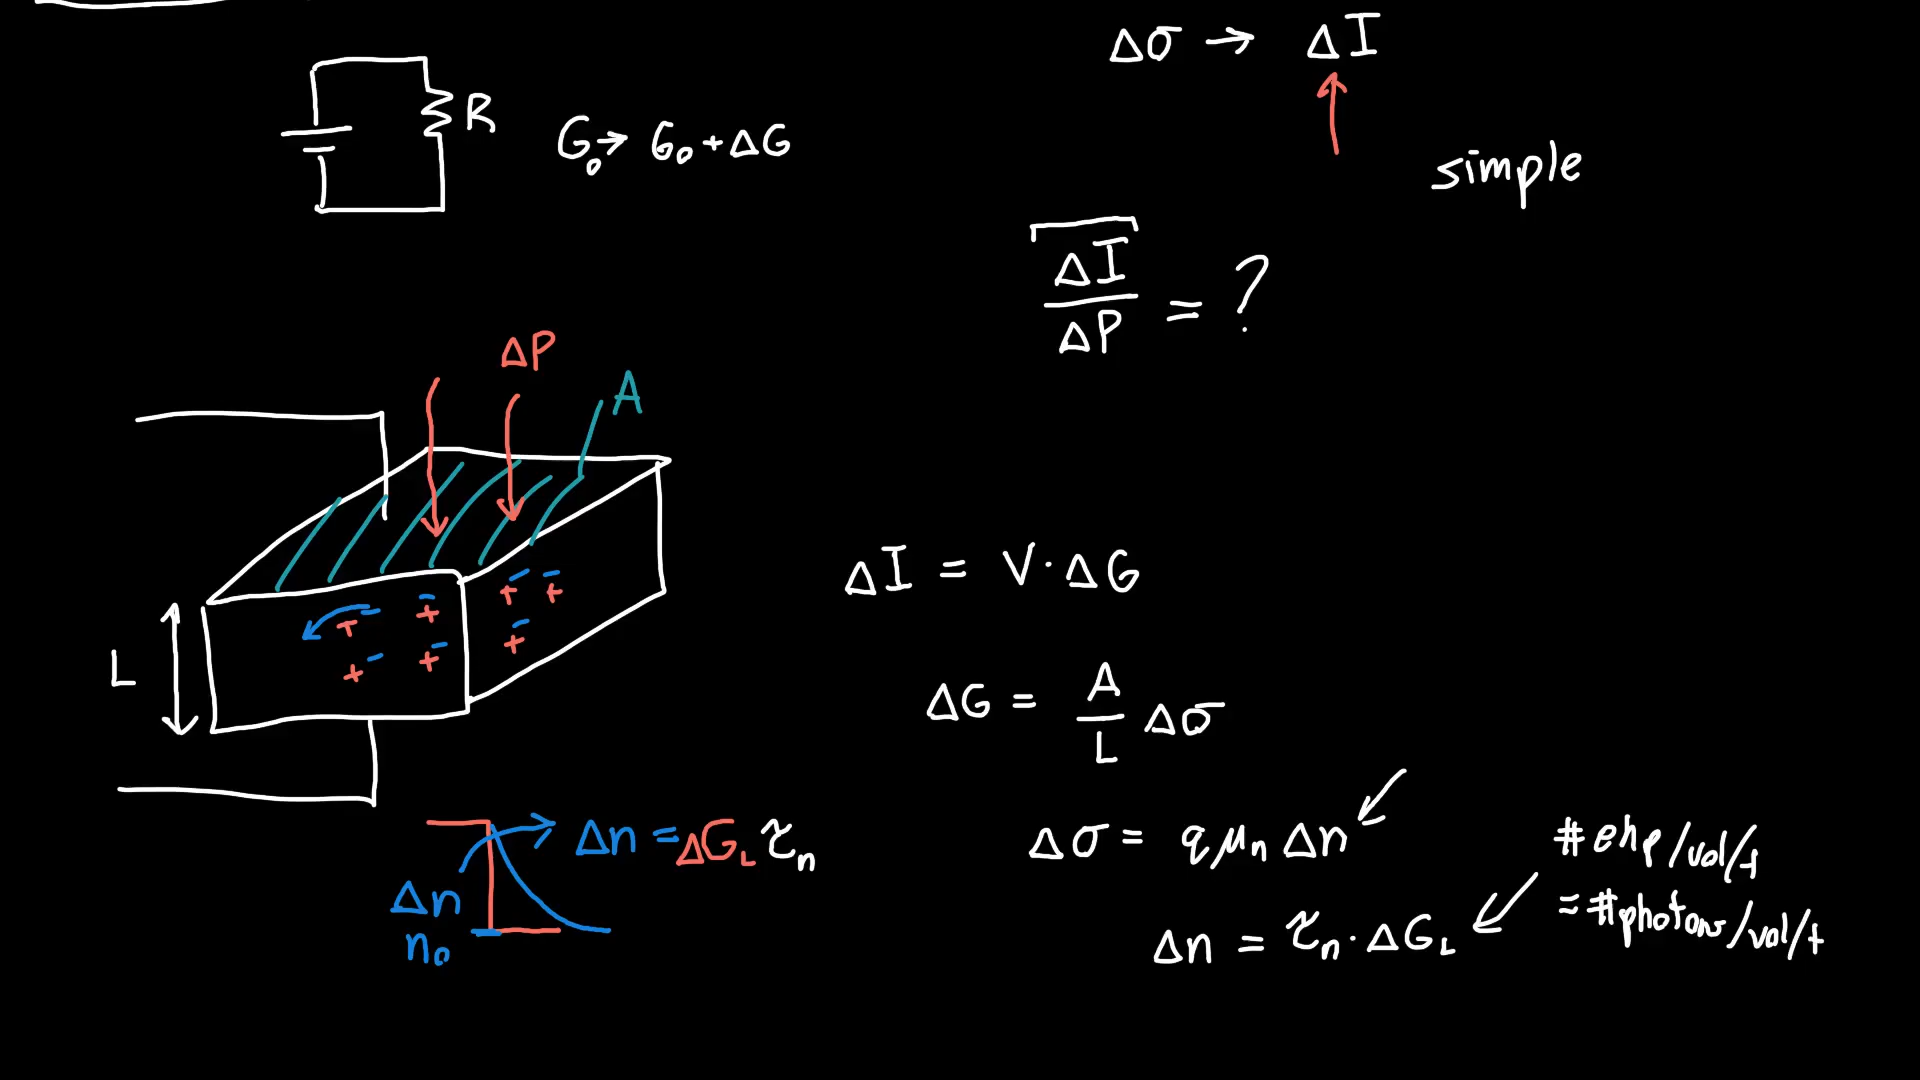 Δσ → ΔI
R
G₀ → G₀ + ΔG
simple
ΔI/ΔP = ?
ΔP
A
ΔI = V · ΔG
L
ΔG = A/L Δσ
Δn = ΔG_L τ_n
Δσ = qμ_n Δn
# ehp/vol/t
= # photons/vol/t
Δn
n₀
Δn = τ_n · ΔG_L